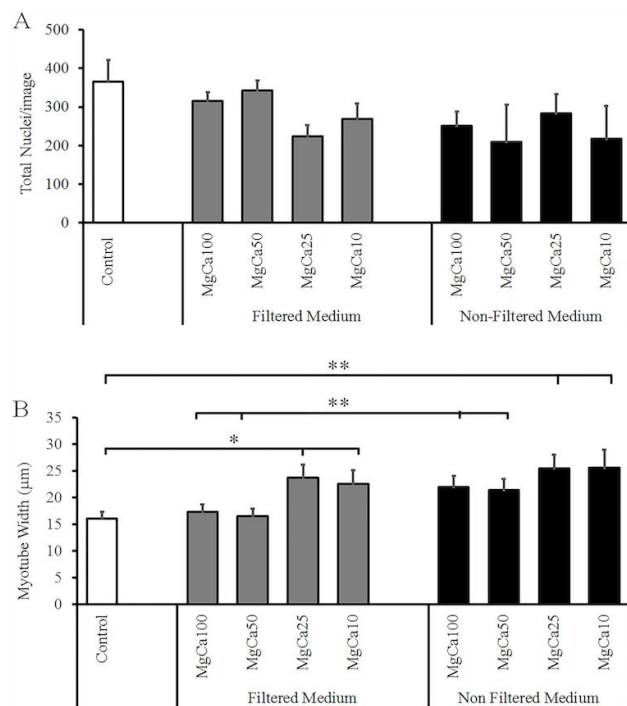 A
500
400
300
200
100
0
Total Nuclei/image
Control
MgCa100
MgCa50
MgCa25
MgCa10
MgCa100
MgCa50
MgCa25
MgCa10
Filtered Medium
Non-Filtered Medium
B
**
**
*
35
30
25
20
15
10
5
0
Myotube Width (µm)
Control
MgCa100
MgCa50
MgCa25
MgCa10
MgCa100
MgCa50
MgCa25
MgCa10
Filtered Medium
Non Filtered Medium